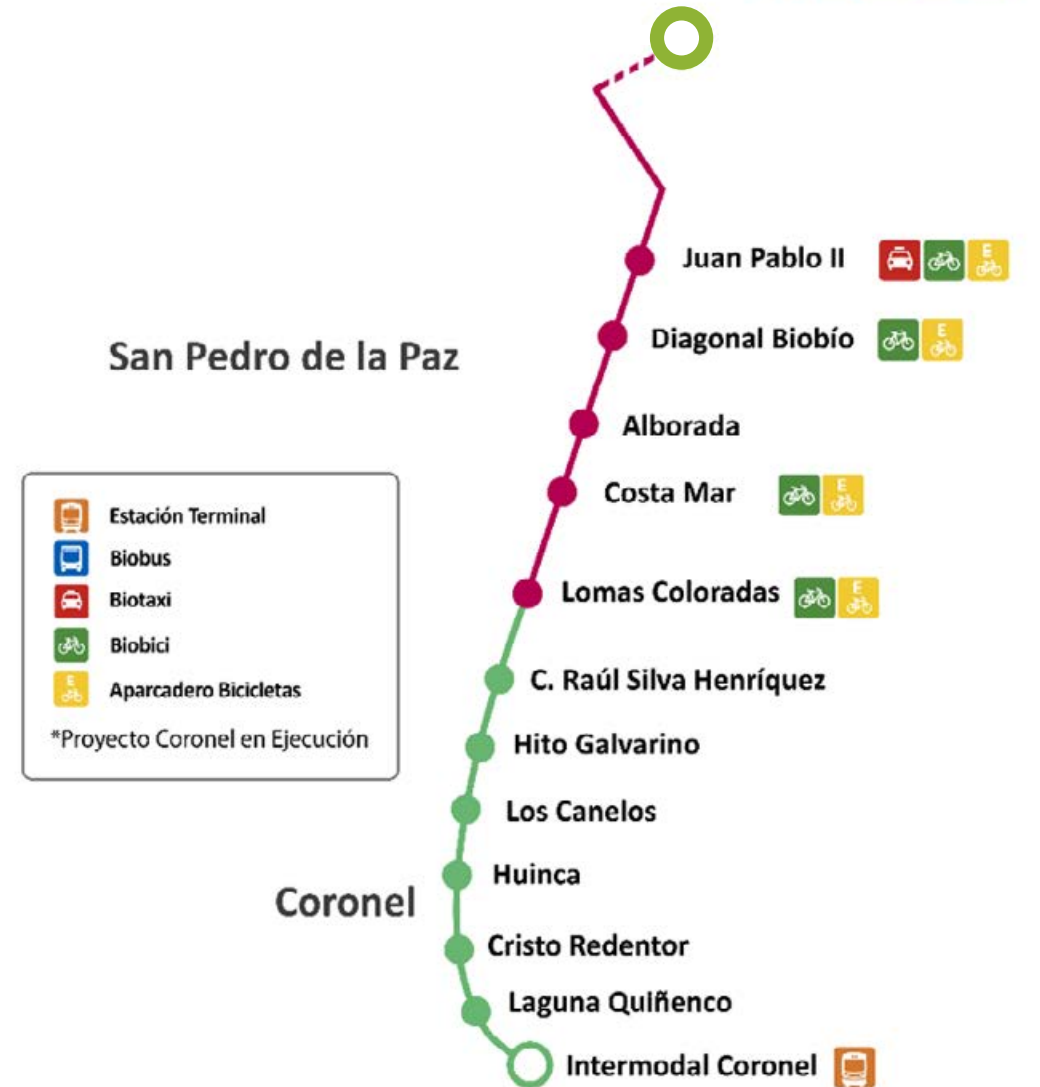 Juan Pablo II
E
Diagonal Biobío
E
San Pedro de la Paz
Alborada
Costa Mar
E
Lomas Coloradas
E
Estación Terminal
Biobus
Biotaxi
Biobici
E
Aparcadero Bicicletas
*Proyecto Coronel en Ejecución
C. Raúl Silva Henríquez
Hito Galvarino
Los Canelos
Huinca
Coronel
Cristo Redentor
Laguna Quiñenco
Intermodal Coronel